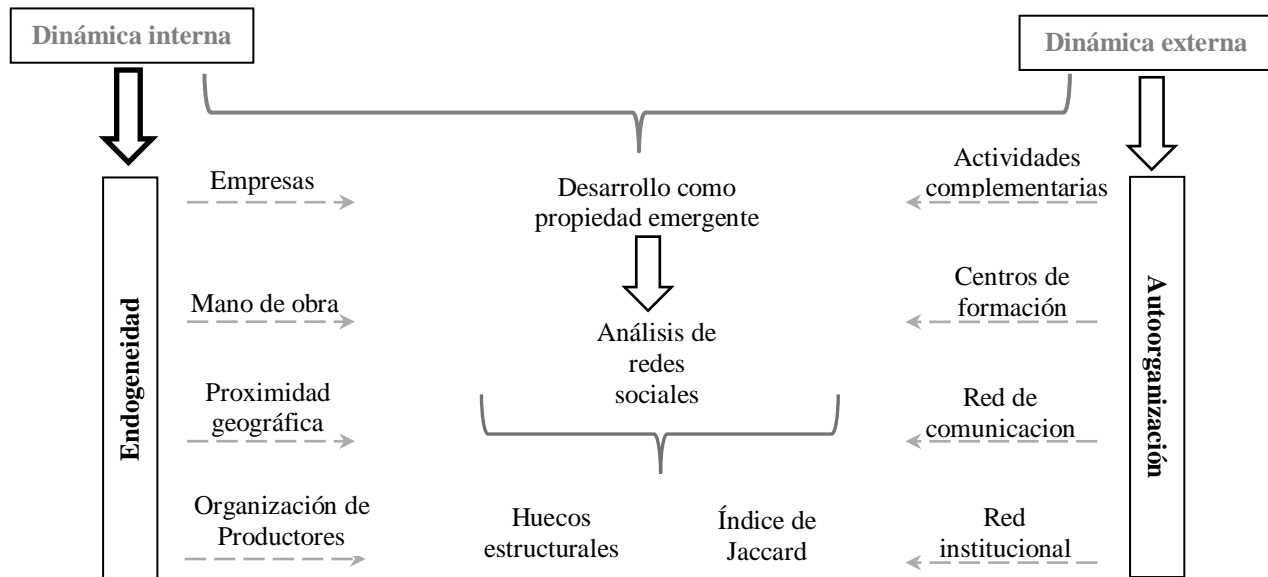 Dinámica interna
Dinámica externa
Empresas
Desarrollo como
propiedad emergente
Actividades
complementarias
Endogeneidad
Mano de obra
Análisis de
redes
sociales
Centros de
formación
Autoorganización
Proximidad
geográfica
Red de
comunicacion
Organización de
Productores
Huecos
estructurales
Índice de
Jaccard
Red
institucional